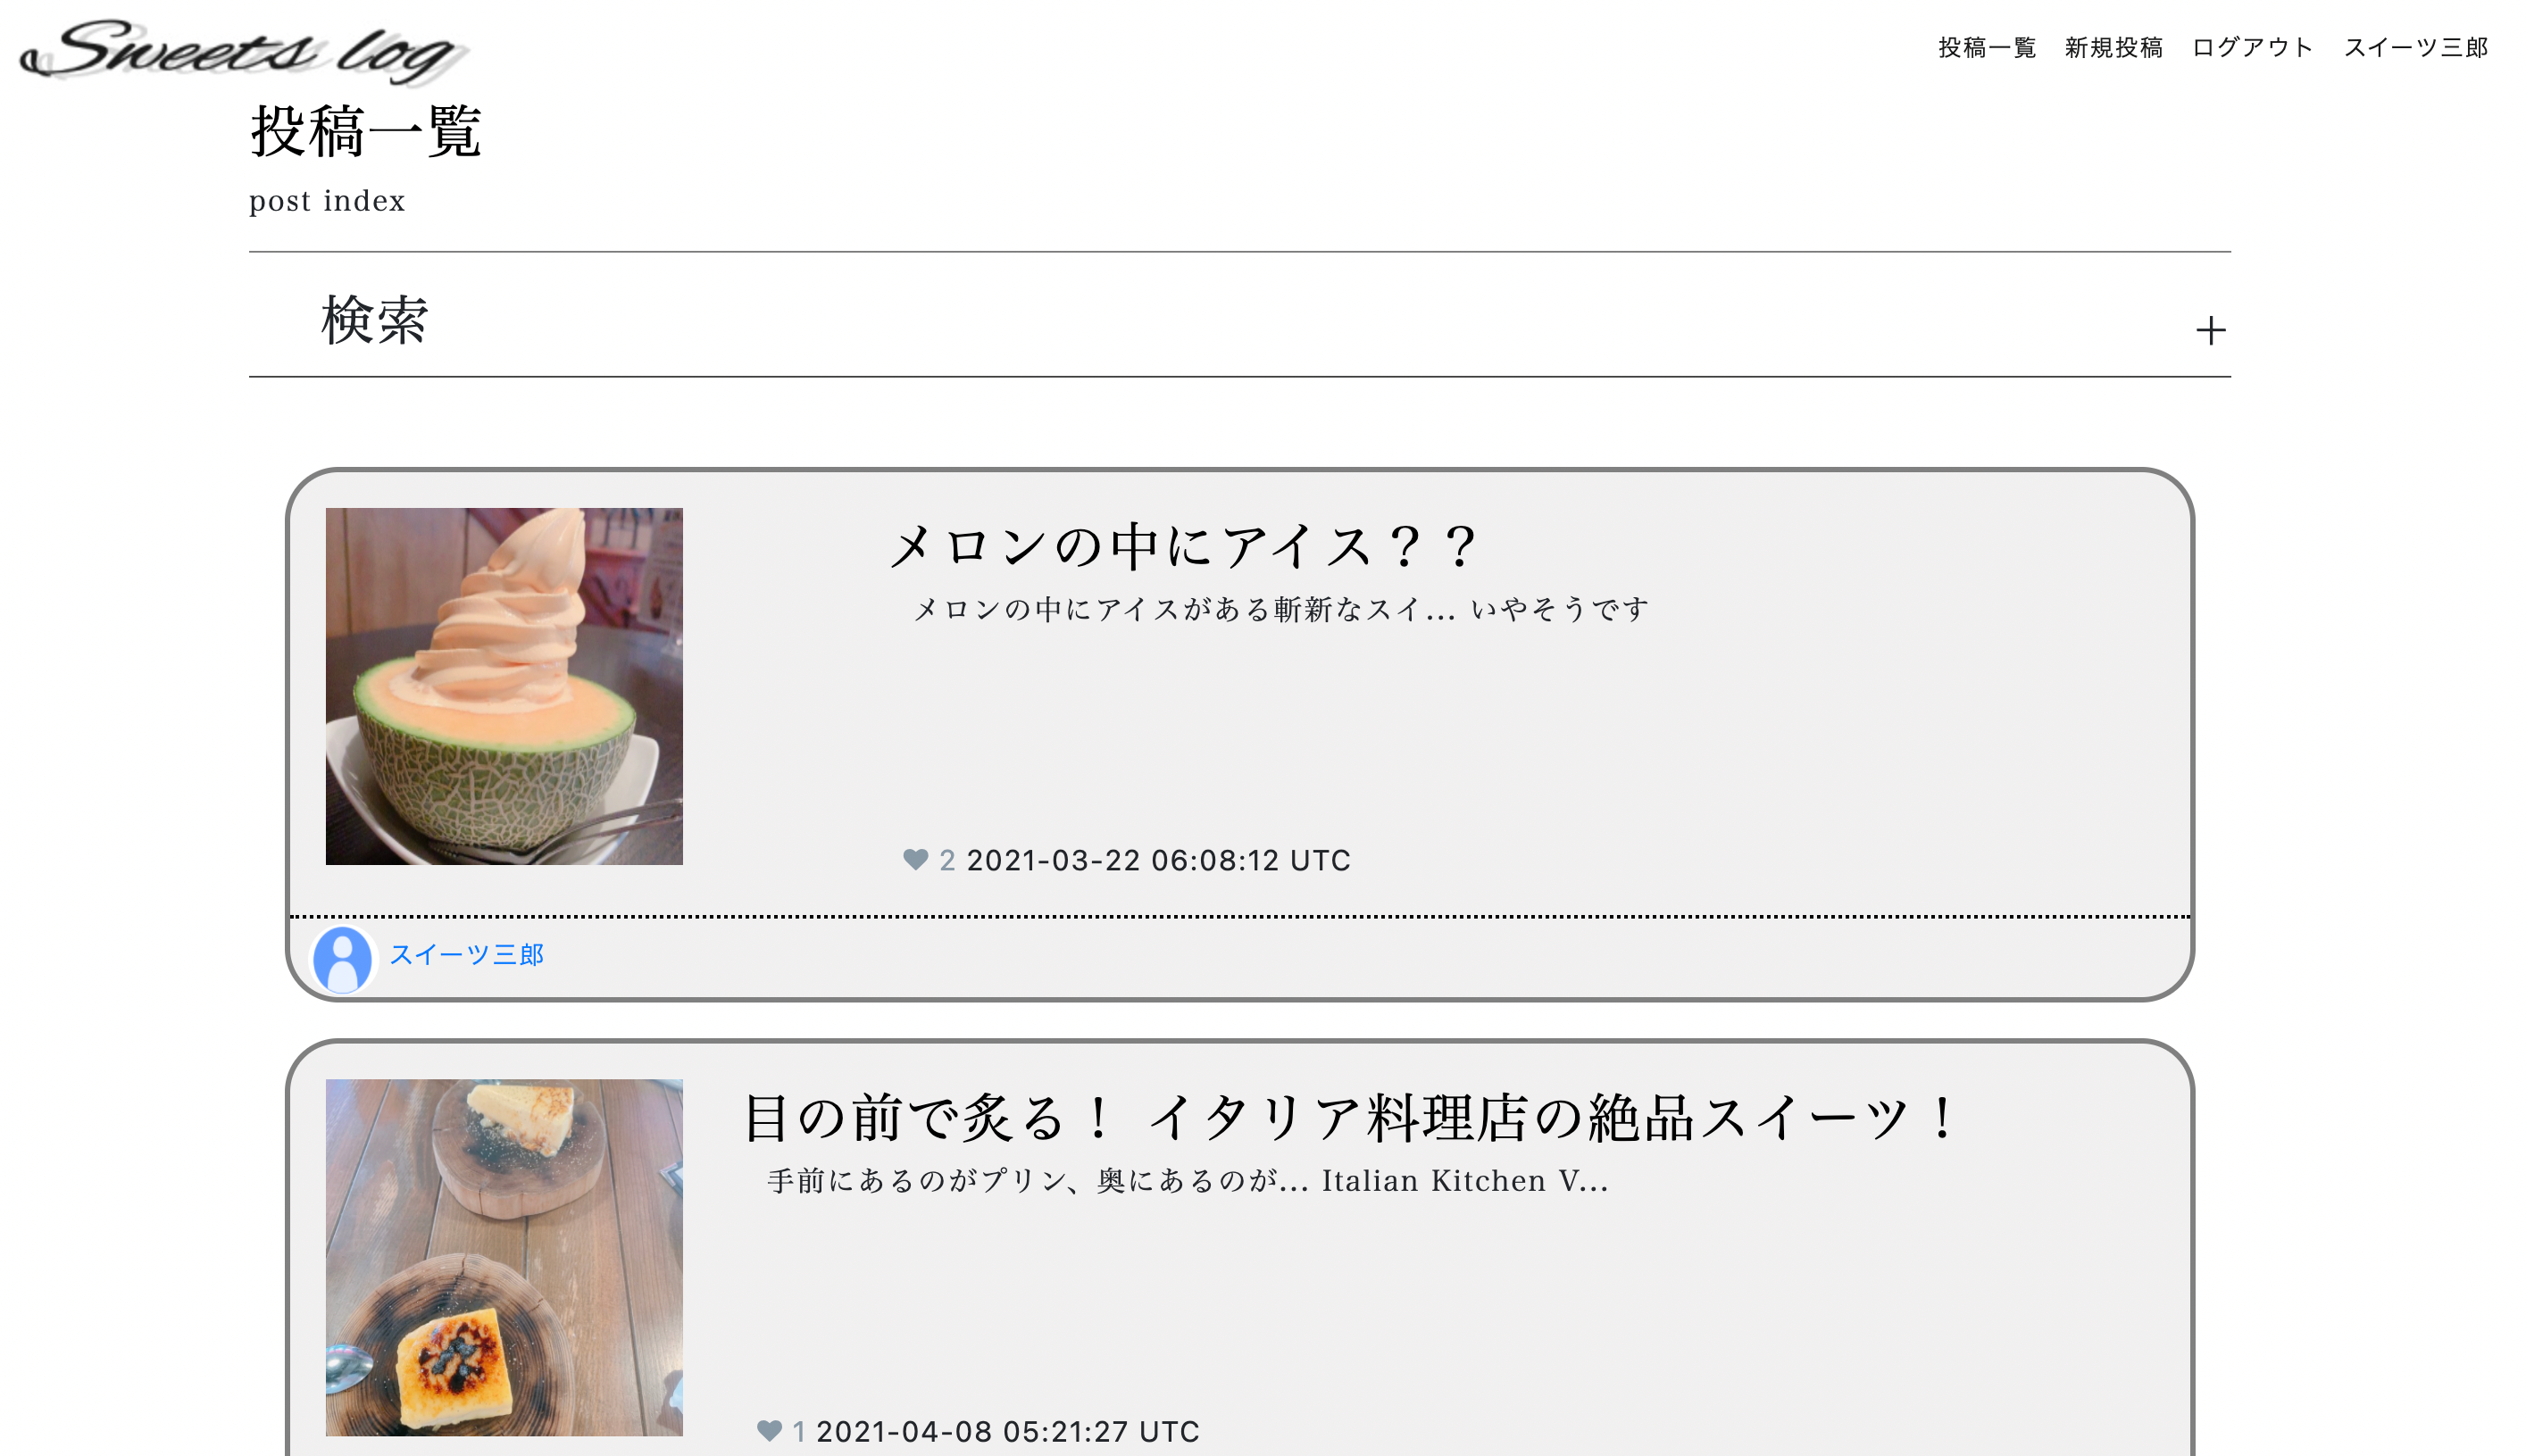 Sweets log
投稿一覧 新規投稿 ログアウト スイーツ三郎
投稿一覧
post index
検索
+
メロンの中にアイス？？
メロンの中にアイスがある斬新なスイ... いやそうです
2 2021-03-22 06:08:12 UTC
スイーツ三郎
目の前で炙る！ イタリア料理店の絶品スイーツ！
手前にあるのがプリン、奥にあるのが... Italian Kitchen V...
1 2021-04-08 05:21:27 UTC